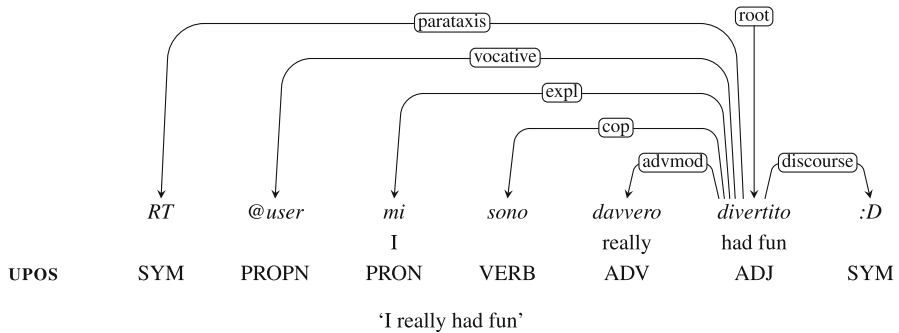 parataxis root
vocative
expl
cop
advmod discourse
RT @user mi sono davvero divertito :D
I really had fun
UPOS SYM PROPN PRON VERB ADV ADJ SYM
‘I really had fun’